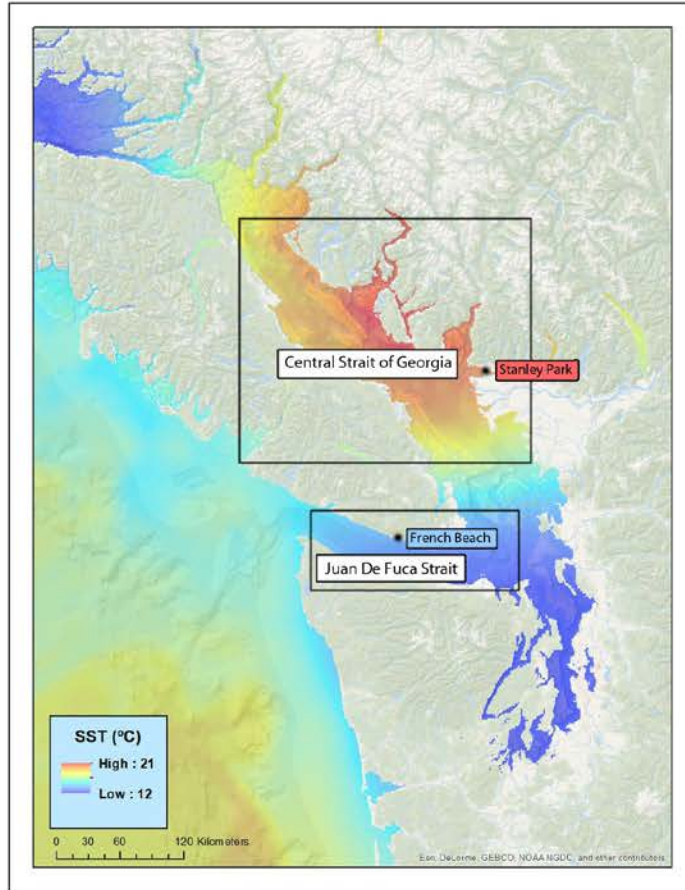 Central Strait of Georgia
Stanley Park
French Beach
Juan De Fuca Strait
SST (ºC)
High : 21
Low : 12
0 30 60 120 Kilometers
Esri, DeLorme, GEBCO, NOAA NGDC, and other contributors